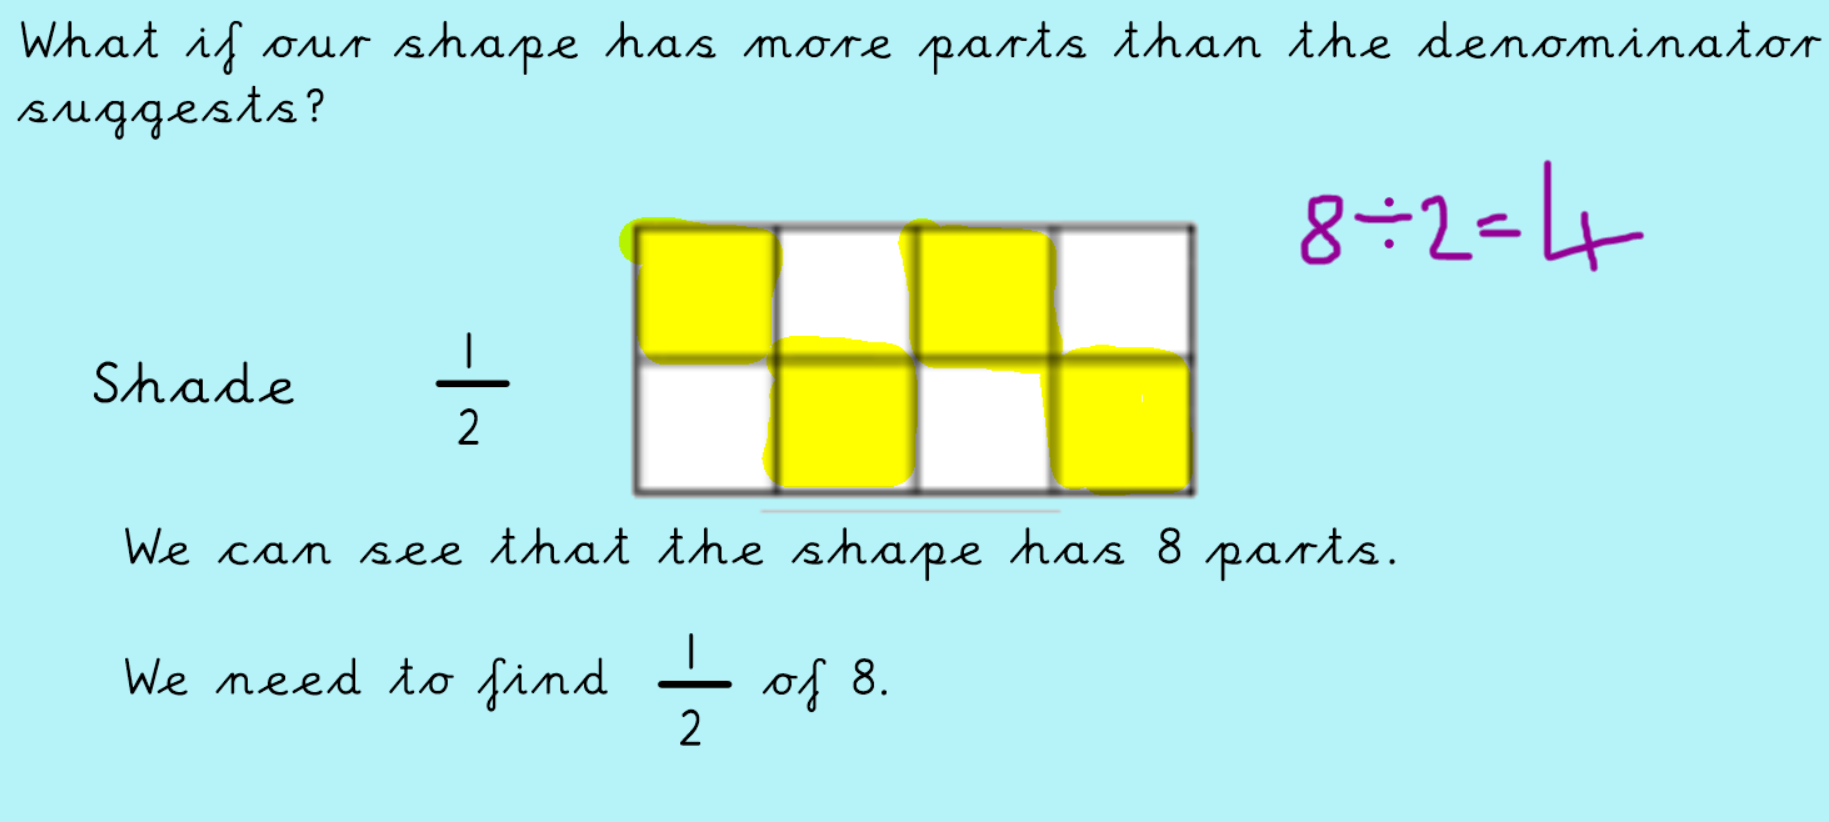 What if our shape has more parts than the denominator
suggests?
8÷2=4
Shade 1/2
We can see that the shape has 8 parts.
We need to find 1/2 of 8.